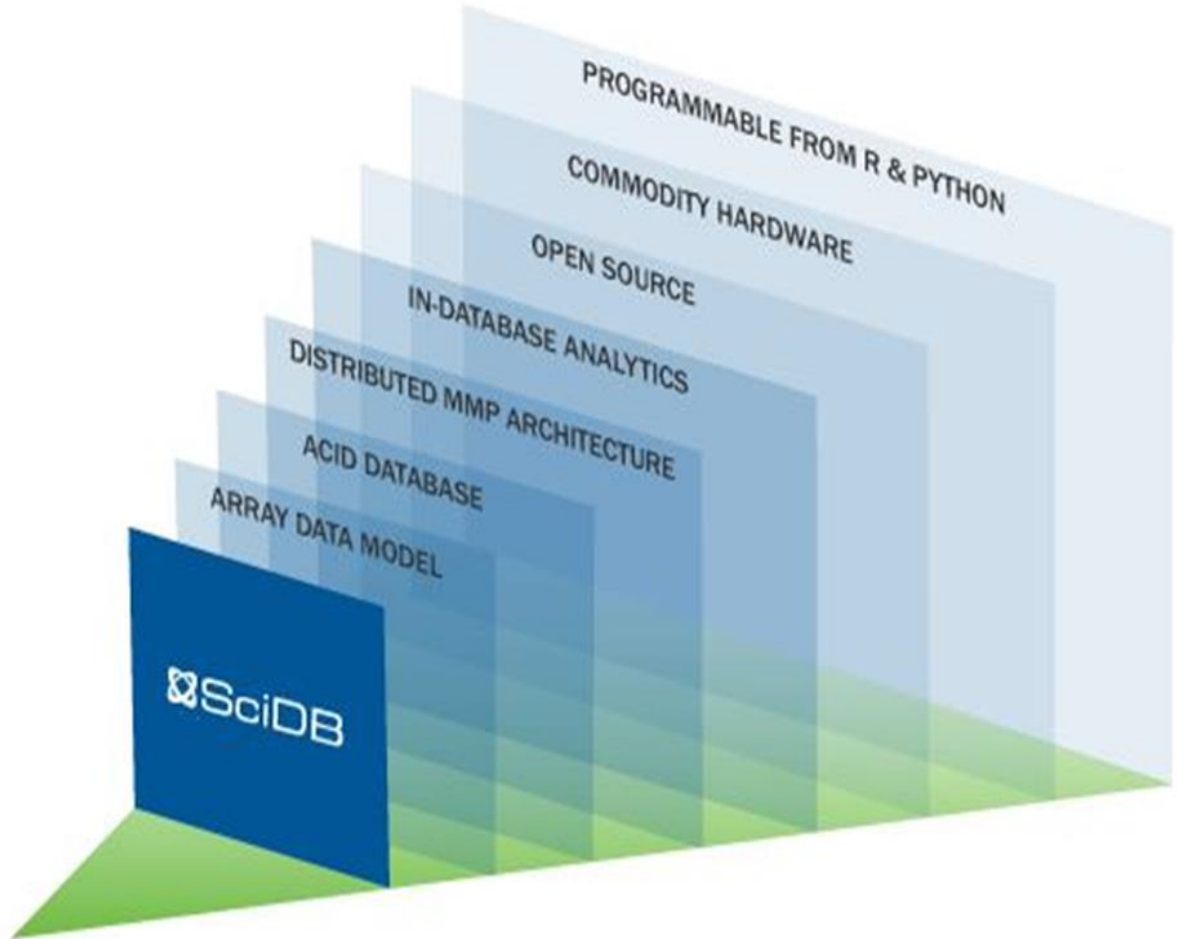 PROGRAMMABLE FROM R & PYTHON
COMMODITY HARDWARE
OPEN SOURCE
IN-DATABASE ANALYTICS
DISTRIBUTED MMP ARCHITECTURE
ACID DATABASE
ARRAY DATA MODEL
SciDB